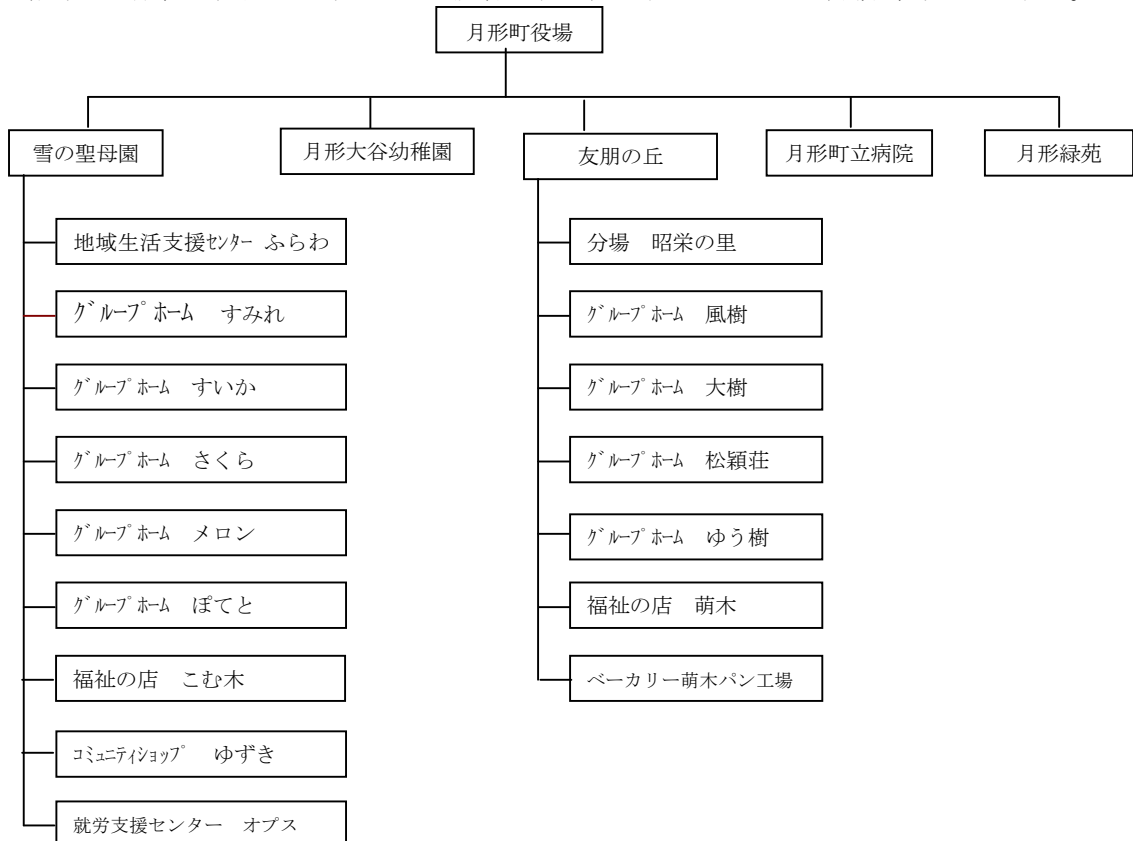 月形町役場
雪の聖母園
月形大谷幼稚園
友朋の丘
月形町立病院
月形緑苑
地域生活支援ｾﾝﾀｰ ふらわ
ｸﾞﾙｰﾌﾟﾎｰﾑ　すみれ
ｸﾞﾙｰﾌﾟﾎｰﾑ　すいか
ｸﾞﾙｰﾌﾟﾎｰﾑ　さくら
ｸﾞﾙｰﾌﾟﾎｰﾑ　メロン
ｸﾞﾙｰﾌﾟﾎｰﾑ　ぽてと
福祉の店　こむ木
ｺﾐｭﾆﾃｨｼｮｯﾌﾟ　ゆずき
就労支援センター　オプス
分場　昭栄の里
ｸﾞﾙｰﾌﾟﾎｰﾑ　風樹
ｸﾞﾙｰﾌﾟﾎｰﾑ　大樹
ｸﾞﾙｰﾌﾟﾎｰﾑ　松穎荘
ｸﾞﾙｰﾌﾟﾎｰﾑ　ゆう樹
福祉の店　萌木
ベーカリー萌木パン工場